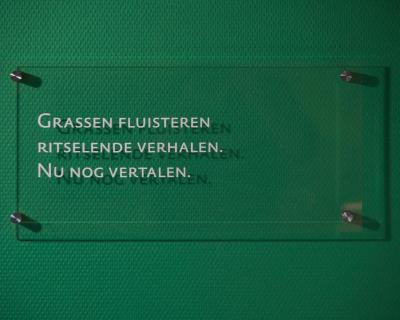 Grassen fluisteren
ritselende verhalen.
Nu nog vertalen.